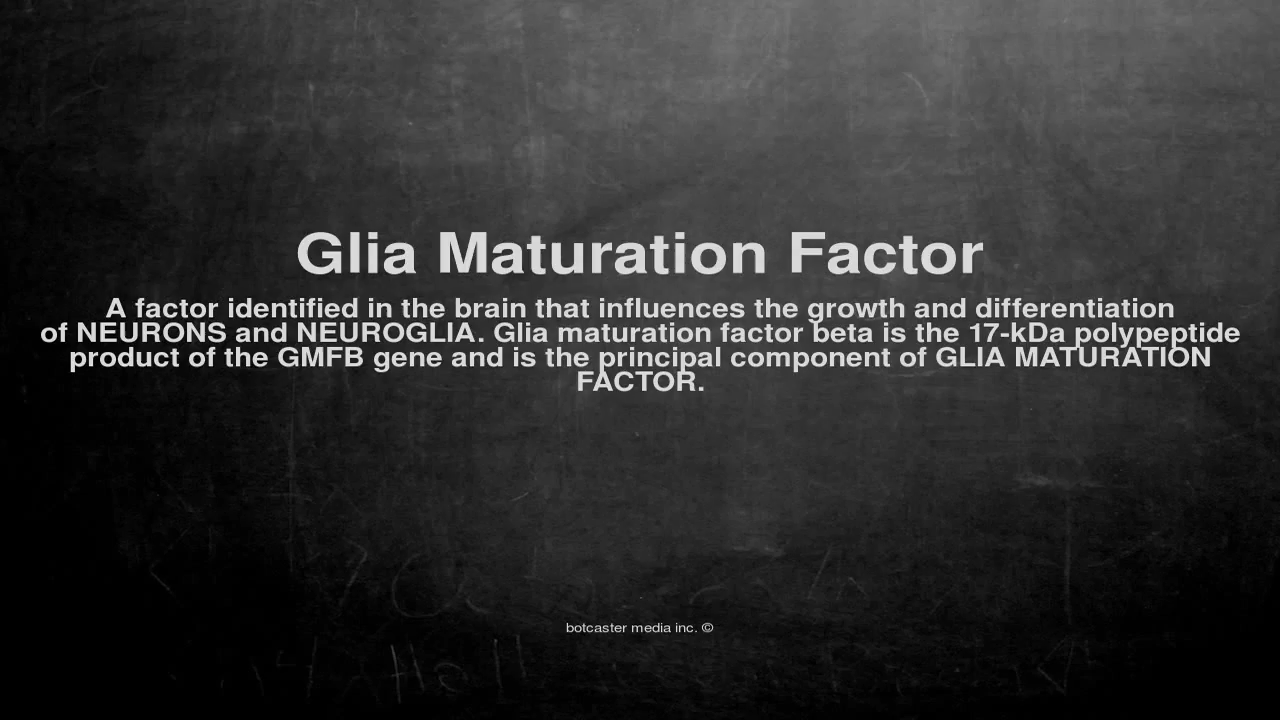 Glia Maturation Factor
A factor identified in the brain that influences the growth and differentiation
of NEURONS and NEUROGLIA. Glia maturation factor beta is the 17-kDa polypeptide
product of the GMFB gene and is the principal component of GLIA MATURATION
FACTOR.
botcaster media inc. ©